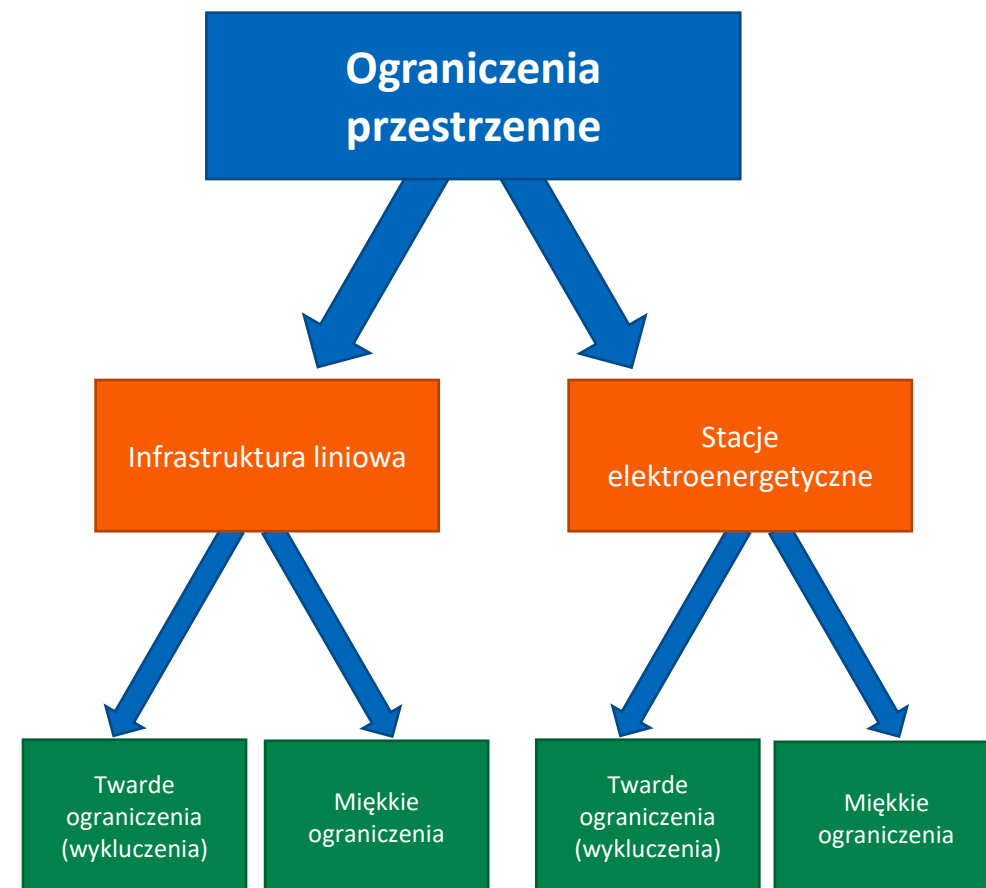 Ograniczenia
przestrzenne
Infrastruktura liniowa
Stacje
elektroenergetyczne
Twarde
ograniczenia
(wykluczenia)
Miękkie
ograniczenia
Twarde
ograniczenia
(wykluczenia)
Miękkie
ograniczenia